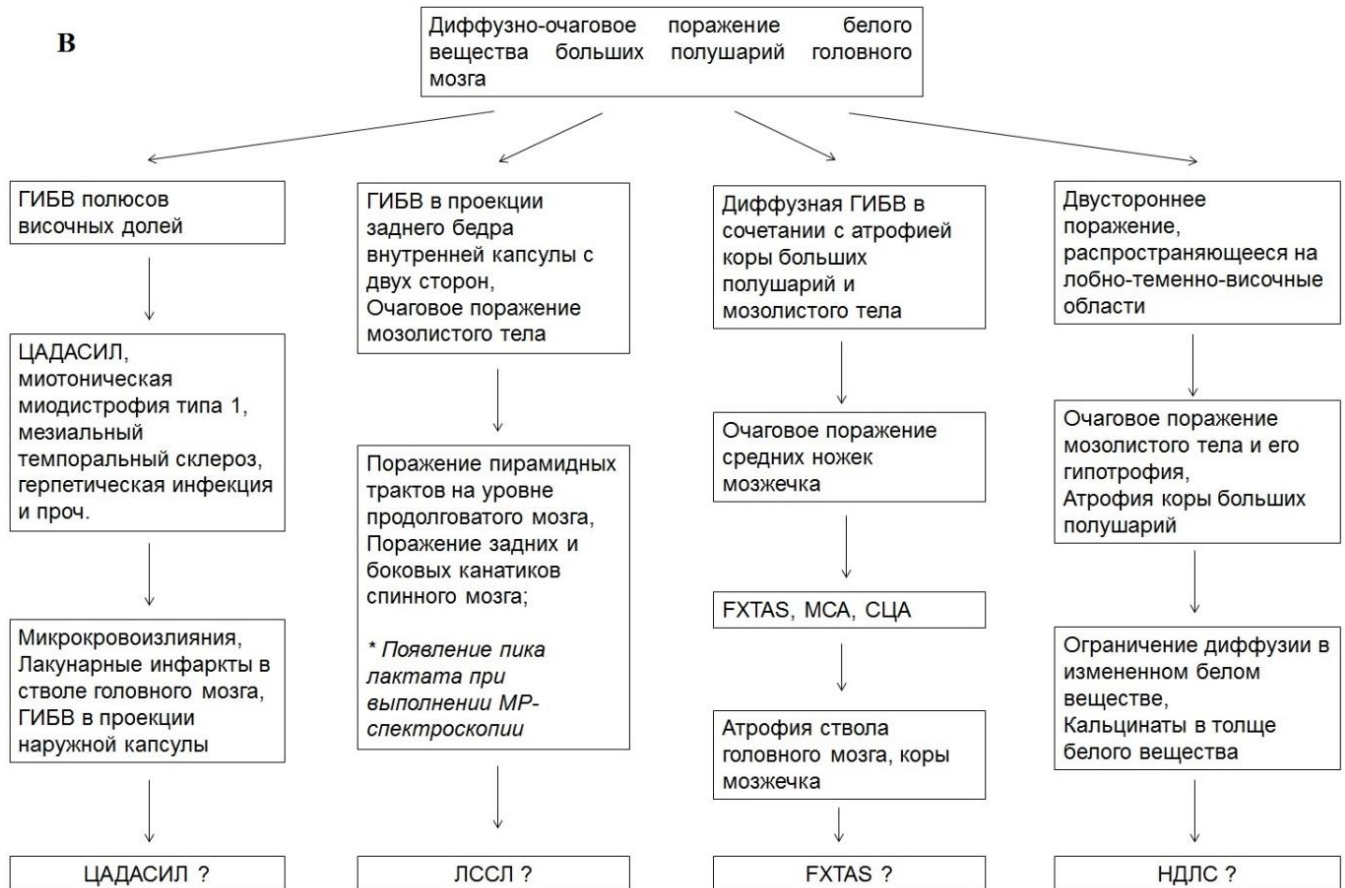 В
Диффузно-очаговое поражение белого
вещества больших полушарий головного
мозга
ГИБВ полюсов
височных долей
ЦАДАСИЛ,
миотоническая
миодистрофия типа 1,
мезиальный
темпоральный склероз,
герпетическая инфекция
и проч.
Микрокровоизлияния,
Лакунарные инфаркты в
стволе головного мозга,
ГИБВ в проекции
наружной капсулы
ЦАДАСИЛ ?
ГИБВ в проекции
заднего бедра
внутренней капсулы с
двух сторон,
Очаговое поражение
мозолистого тела
Поражение пирамидных
трактов на уровне
продолговатого мозга,
Поражение задних и
боковых канатиков
спинного мозга;
* Появление пика
лактата при
выполнении МР-
спектроскопии
ЛССЛ ?
Диффузная ГИБВ в
сочетании с атрофией
коры больших
полушарий и
мозолистого тела
Очаговое поражение
средних ножек
мозжечка
FXTAS, МСА, СЦА
Атрофия ствола
головного мозга, коры
мозжечка
FXTAS ?
Двустороннее
поражение,
распространяющееся на
лобно-теменно-височные
области
Очаговое поражение
мозолистого тела и его
гипотрофия,
Атрофия коры больших
полушарий
Ограничение диффузии в
измененном белом
веществе,
Кальцинаты в толще
белого вещества
НДЛС ?